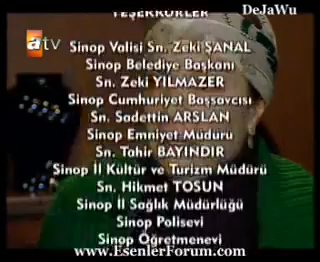 DeJaWu
TEŞEKKÜRLER
atv
Sinop Valisi Sn. Zeki ŞANAL
Sinop Belediye Başkanı
Sn. Zeki YILMAZER
Sinop Cumhuriyet Başsavcısı
Sn. Sadettin ARSLAN
Sinop Emniyet Müdürü
Sn. Tahir BAYINDIR
Sinop İl Kültür ve Turizm Müdürü
Sn. Hikmet TOSUN
Sinop İl Sağlık Müdürlüğü
Sinop Polisevi
Sinop Öğretmenevi
www.EsenlerForum.com